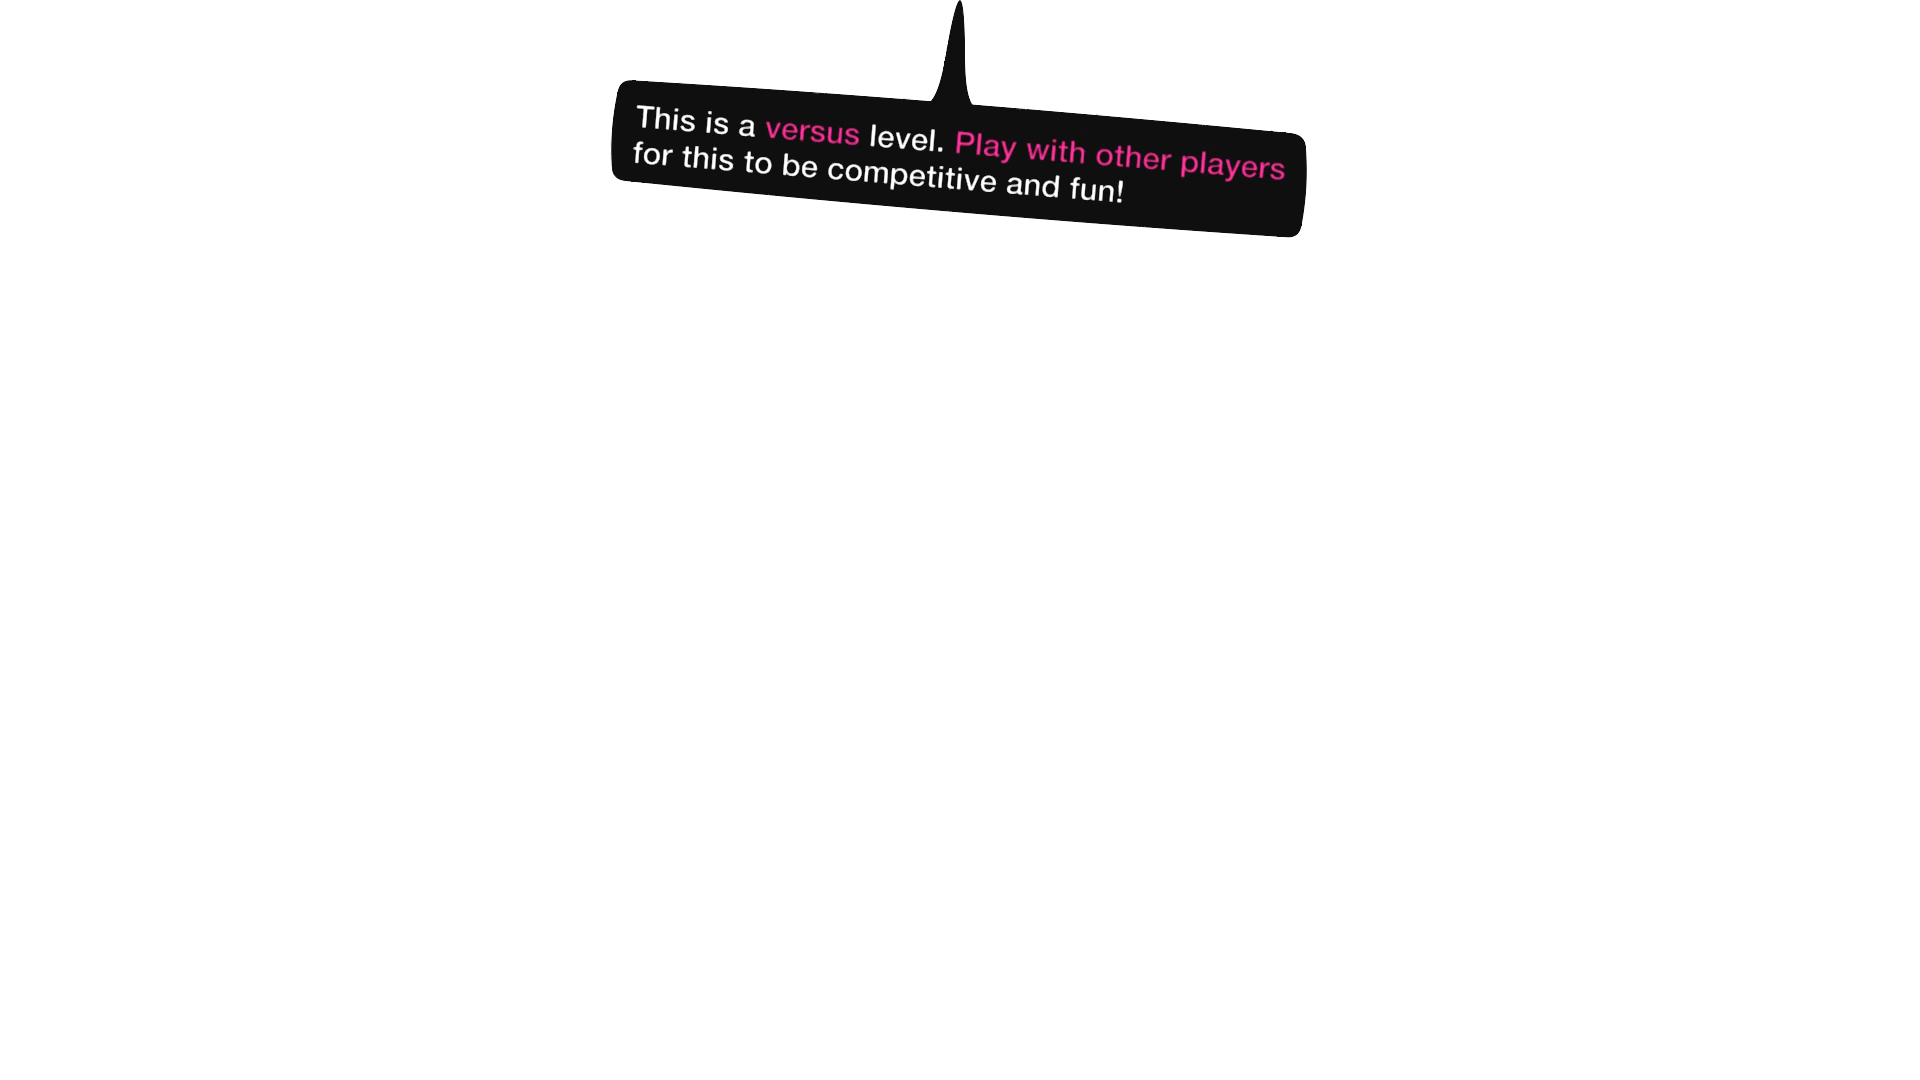 This is a versus level. Play with other players
for this to be competitive and fun!